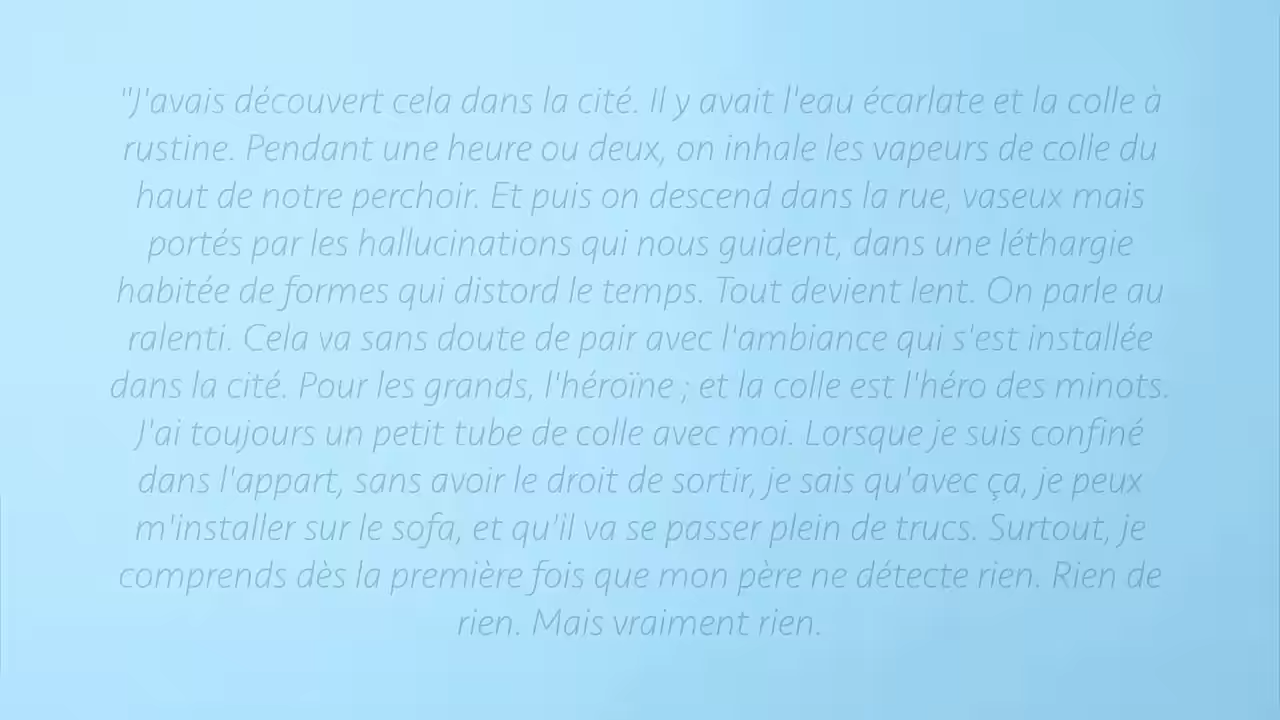 "J'avais découvert cela dans la cité. Il y avait l'eau écarlate et la colle à
rustine. Pendant une heure ou deux, on inhale les vapeurs de colle du
haut de notre perchoir. Et puis on descend dans la rue, vaseux mais
portés par les hallucinations qui nous guident, dans une léthargie
habitée de formes qui distord le temps. Tout devient lent. On parle au
ralenti. Cela va sans doute de pair avec l'ambiance qui s'est installée
dans la cité. Pour les grands, l'héroïne ; et la colle est l'héro des minots.
J'ai toujours un petit tube de colle avec moi. Lorsque je suis confiné
dans l'appart, sans avoir le droit de sortir, je sais qu'avec ça, je peux
m'installer sur le sofa, et qu'il va se passer plein de trucs. Surtout, je
comprends dès la première fois que mon père ne détecte rien. Rien de
rien. Mais vraiment rien.